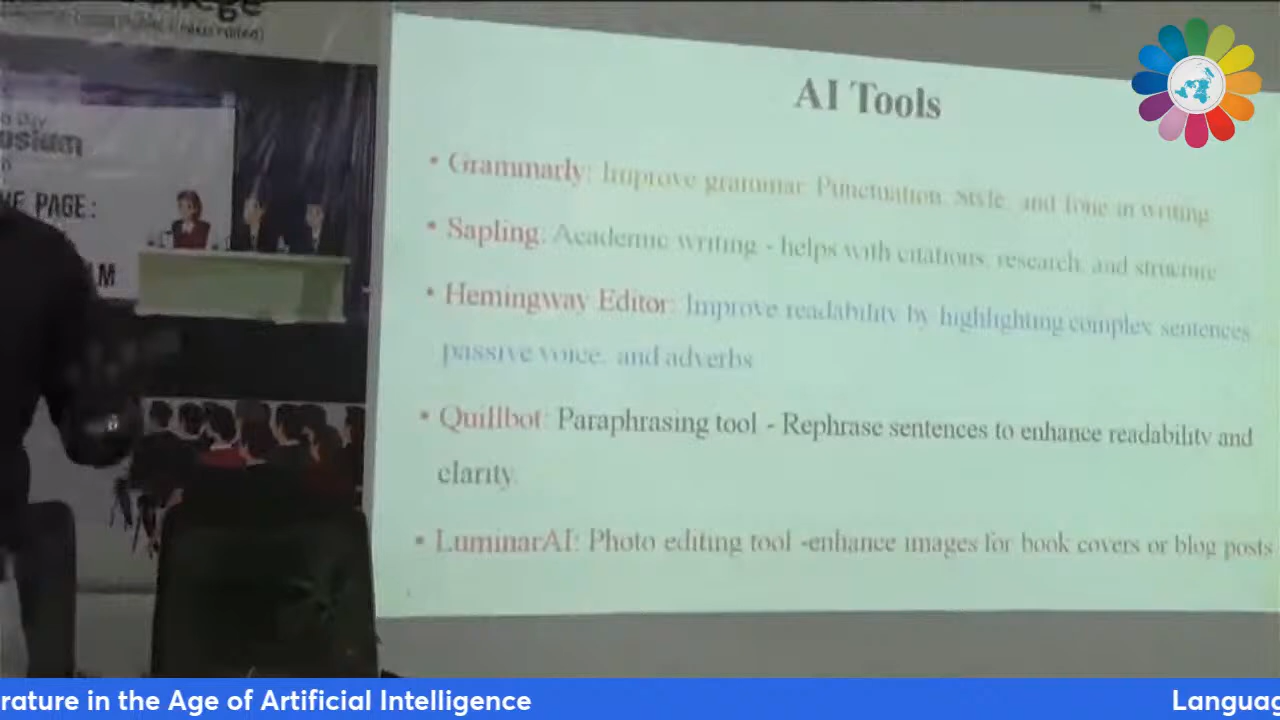 AI Tools
• Grammarly: Improve grammar, Punctuation, Style, and Tone in writing
• Sapling: Academic writing - helps with citations, research, and structure
• Hemingway Editor: Improve readability by highlighting complex sentences,
passive voice, and adverbs
• Quillbot: Paraphrasing tool - Rephrase sentences to enhance readability and
clarity.
• LuminarAI: Photo editing tool -enhance images for book covers or blog posts
PAGE:
rature in the Age of Artificial Intelligence
Languag